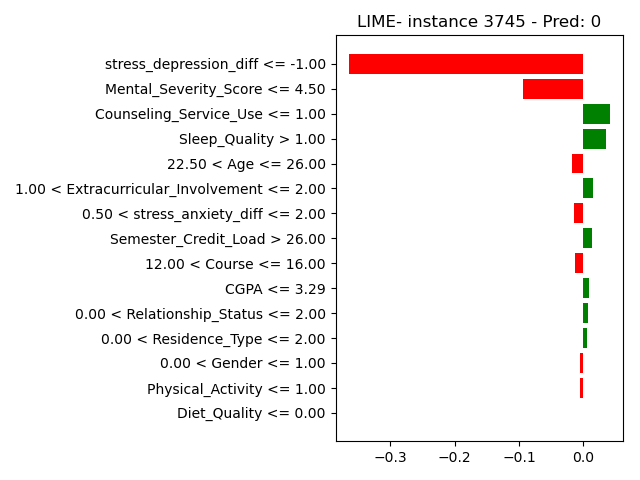 LIME- instance 3745 - Pred: 0
stress_depression_diff <= -1.00
Mental_Severity_Score <= 4.50
Counseling_Service_Use <= 1.00
Sleep_Quality > 1.00
22.50 < Age <= 26.00
1.00 < Extracurricular_Involvement <= 2.00
0.50 < stress_anxiety_diff <= 2.00
Semester_Credit_Load > 26.00
12.00 < Course <= 16.00
CGPA <= 3.29
0.00 < Relationship_Status <= 2.00
0.00 < Residence_Type <= 2.00
0.00 < Gender <= 1.00
Physical_Activity <= 1.00
Diet_Quality <= 0.00
−0.3 −0.2 −0.1 0.0